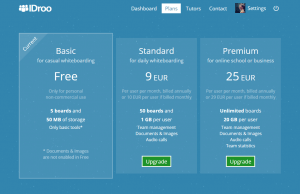 IDroo
Dashboard Plans Tutors Contact Settings
Current
Basic
for casual whiteboarding
Free
Only for personal
non-commercial use
5 boards and
50 MB of storage
Only basic tools*
* Documents & Images
are not enabled in Free
Standard
for daily whiteboarding
9 EUR
Per user per month, billed annually
or 10 EUR per user if billed monthly
50 boards and
1 GB per user
Team management
Documents & Images
Audio calls
Upgrade
Premium
for online school or business
25 EUR
Per user per month, billed annually
or 29 EUR per user if billed monthly
Unlimited boards
20 GB per user
Team management
Documents & Images
Audio calls
Team statistics
Upgrade